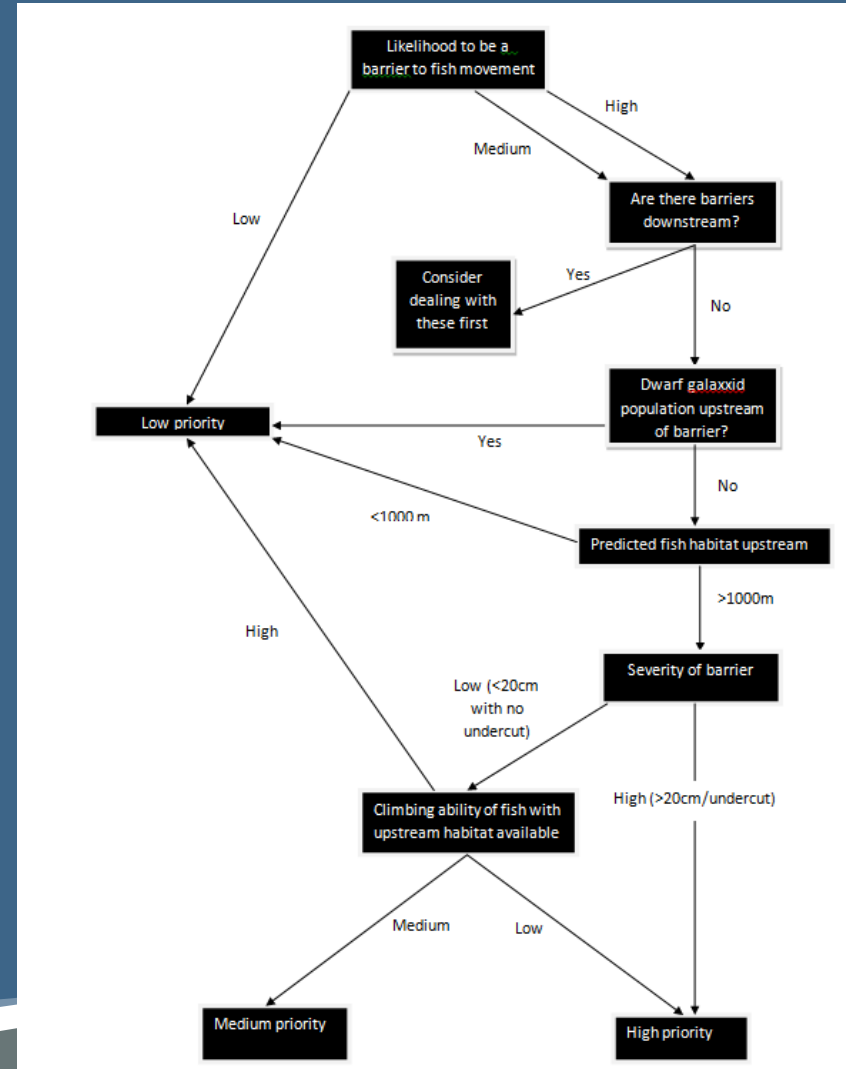 Likelihood to be a
barrier to fish movement
High
Medium
Are there barriers
downstream?
Low
Consider
dealing with
these first
Yes
No
Dwarf galaxxid
population upstream
of barrier?
Low priority
Yes
No
<1000 m
Predicted fish habitat upstream
>1000m
High
Severity of barrier
Low (<20cm
with no
undercut)
High (>20cm/undercut)
Climbing ability of fish with
upstream habitat available
Medium
Low
Medium priority
High priority